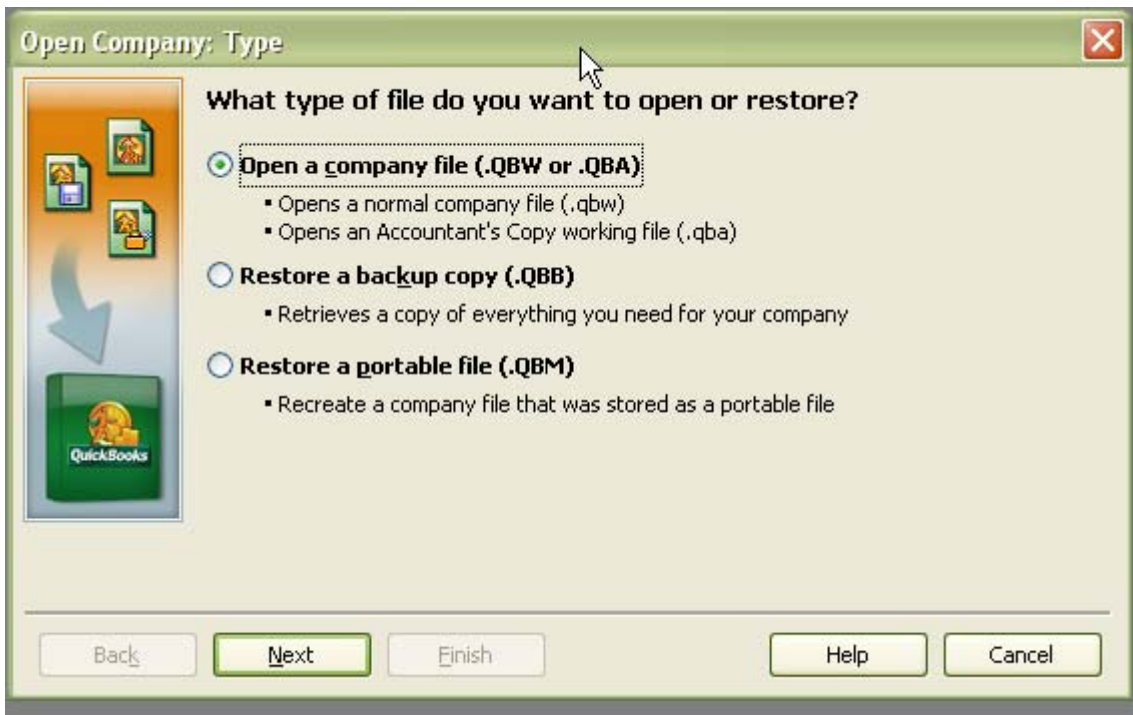 Open Company: Type
What type of file do you want to open or restore?
Open a company file (.QBW or .QBA)
▪ Opens a normal company file (.qbw)
▪ Opens an Accountant's Copy working file (.qba)
Restore a backup copy (.QBB)
▪ Retrieves a copy of everything you need for your company
Restore a portable file (.QBM)
▪ Recreate a company file that was stored as a portable file
QuickBooks
Back Next Finish Help Cancel